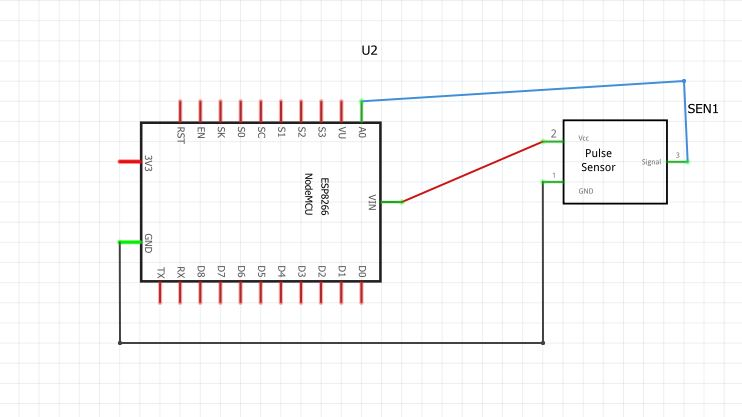 U2
RST
EN
SK
S0
SC
S1
S2
S3
VU
A0
3V3
GND
ESP8266
NodeMCU
VIN
TX
RX
D8
D7
D6
D5
D4
D3
D2
D1
D0
SEN1
2
Vcc
Pulse
Sensor
Signal
3
1
GND